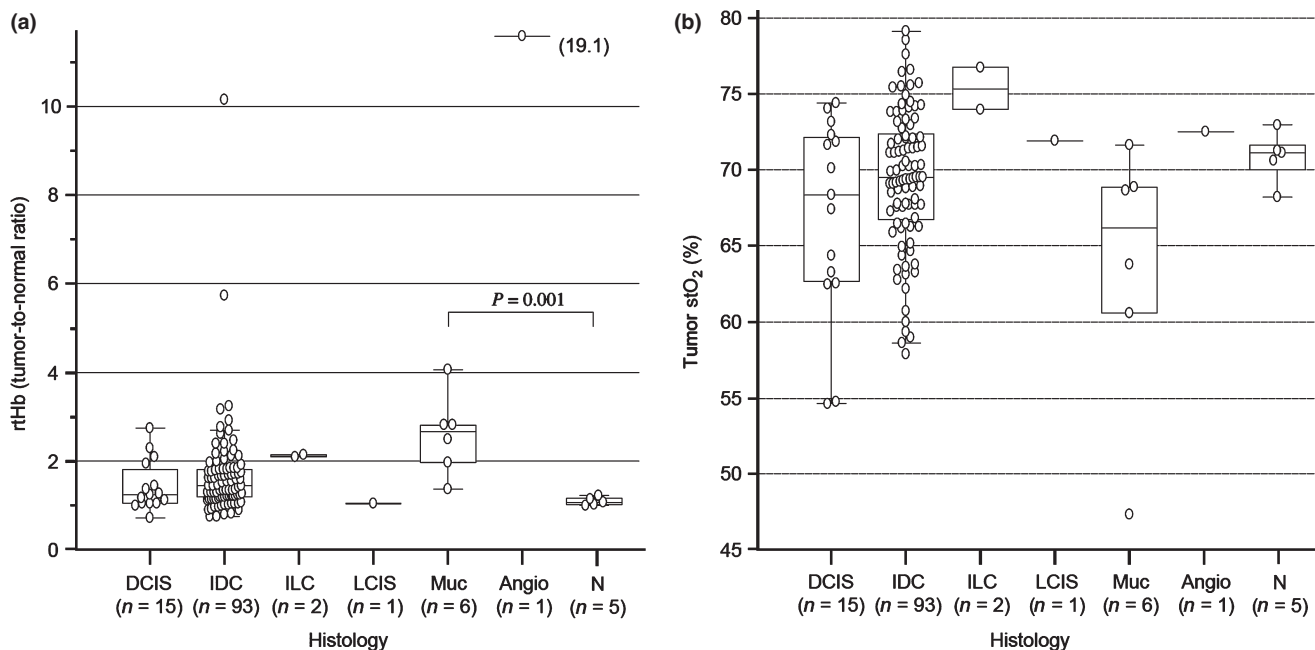 (a)
(19.1)
10
8
6
4
2
0
rtHb (tumor-to-normal ratio)
P = 0.001
DCIS IDC ILC LCIS Muc Angio N
(n = 15) (n = 93) (n = 2) (n = 1) (n = 6) (n = 1) (n = 5)
Histology
(b)
80
75
70
65
60
55
50
45
Tumor stO₂ (%)
DCIS IDC ILC LCIS Muc Angio N
(n = 15) (n = 93) (n = 2) (n = 1) (n = 6) (n = 1) (n = 5)
Histology